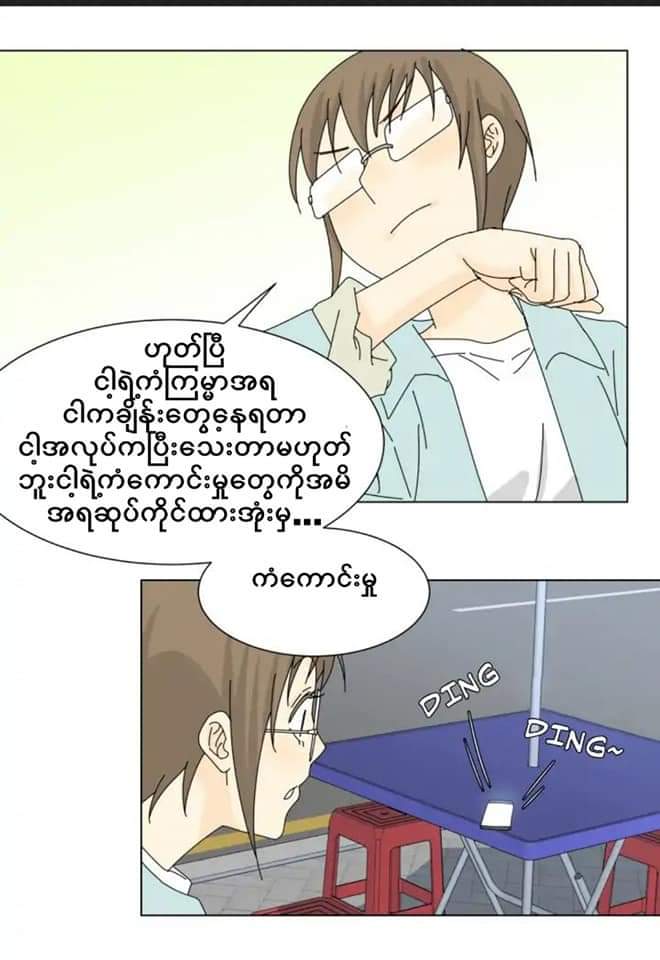 ဟုတ်ပြီ
ငါ့ရဲ့ကံကြမ္မာအရ
ငါကချိန်းတွေ့နေရတာ
ငါ့အလုပ်ကပြီးသေးတာမဟုတ်
ဘူးငါ့ရဲ့ကံကောင်းမှုတွေကိုအမိ
အရဆုပ်ကိုင်ထားအုံးမှ...
ကံကောင်းမှု
DING
DING~